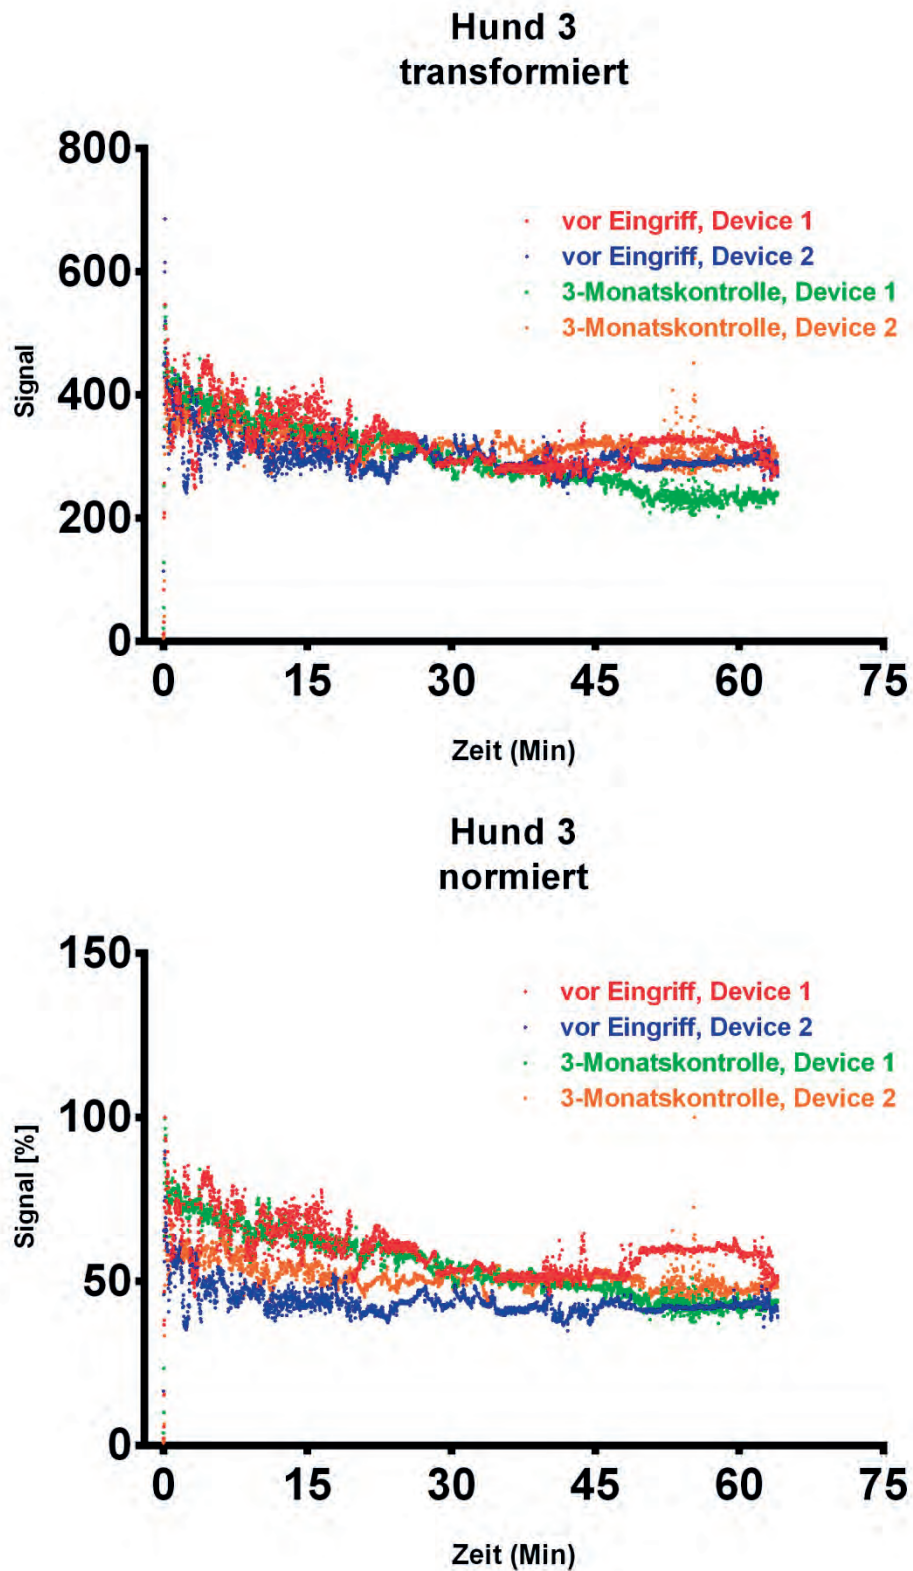 Hund 3
transformiert
800
600
400
200
0
Signal
vor Eingriff, Device 1
vor Eingriff, Device 2
3-Monatskontrolle, Device 1
3-Monatskontrolle, Device 2
0 15 30 45 60 75
Zeit (Min)
Hund 3
normiert
150
100
50
0
Signal [%]
vor Eingriff, Device 1
vor Eingriff, Device 2
3-Monatskontrolle, Device 1
3-Monatskontrolle, Device 2
0 15 30 45 60 75
Zeit (Min)